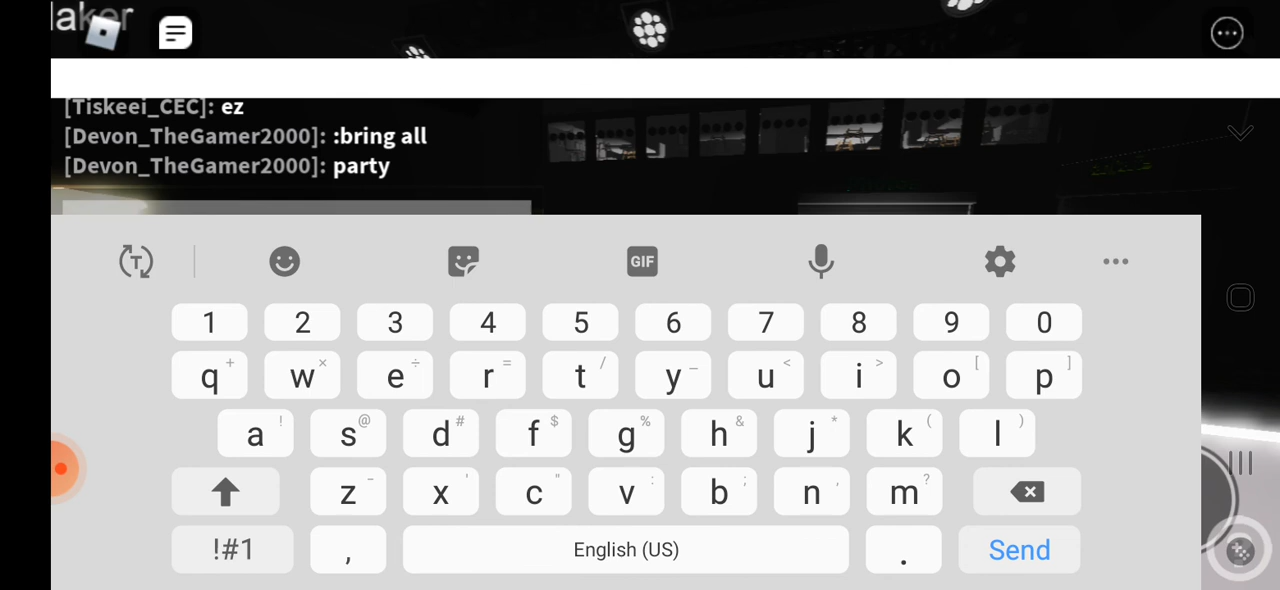 [Tiskeei_CEC]: ez
[Devon_TheGamer2000]: :bring all
[Devon_TheGamer2000]: party
T
GIF
1 2 3 4 5 6 7 8 9 0
q + w × e ÷ r = t / y _ u < i > o [ p ]
a ! s @ d # f $ g % h & j * k ( l )
z - x ' c " v : b ; n , m ?
!#1 , English (US) . Send